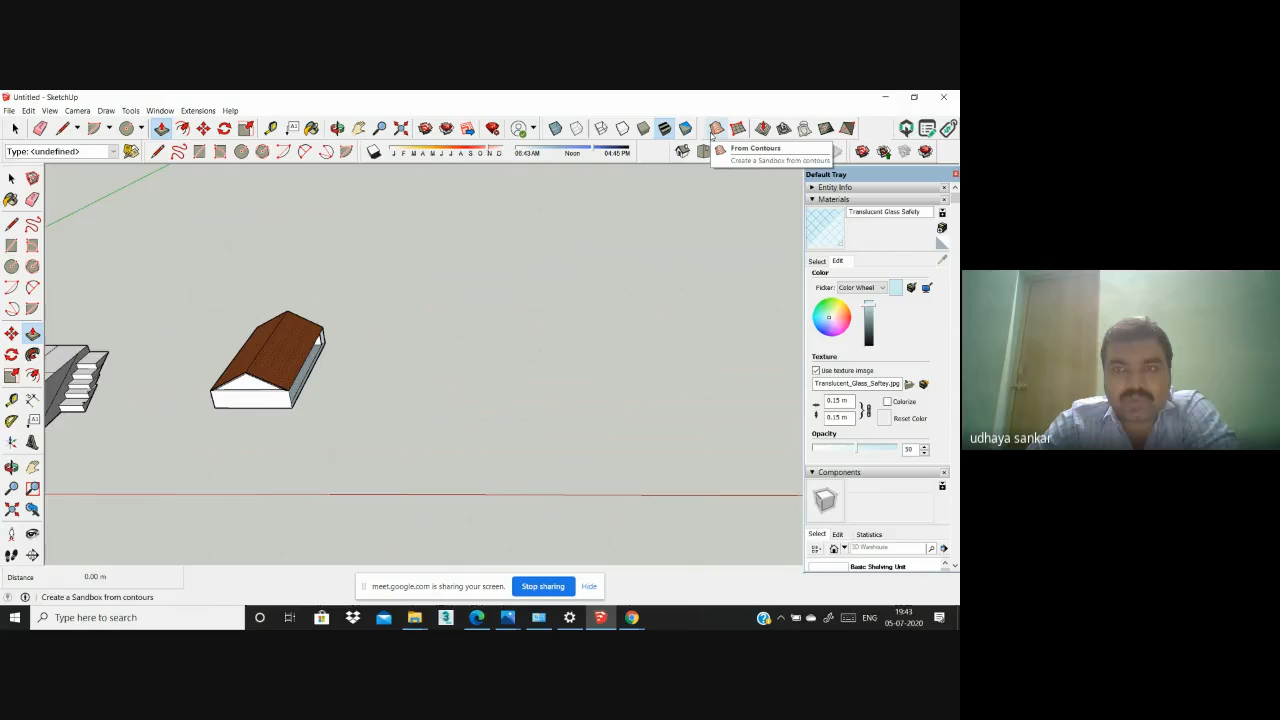 Untitled - SketchUp
File Edit View Camera Draw Tools Window Extensions Help
From Contours
Create a Sandbox from contours
Type: <undefined>
J F M A M J J A S O N D
06:43 AM Noon 04:45 PM
Default Tray
Entity Info
Materials
Translucent Glass Safety
Select Edit
Color
Picker: Color Wheel
Texture
Use texture image
Translucent_Glass_Saftey.jpg
0.15 m
Colorize
0.15 m
Reset Color
Opacity
50
Components
Select Edit Statistics
3D Warehouse
Basic Shelving Unit
udhaya sankar
Distance 0.00 m
meet.google.com is sharing your screen. Stop sharing Hide
Create a Sandbox from contours
Type here to search
ENG
19:43
05-07-2020